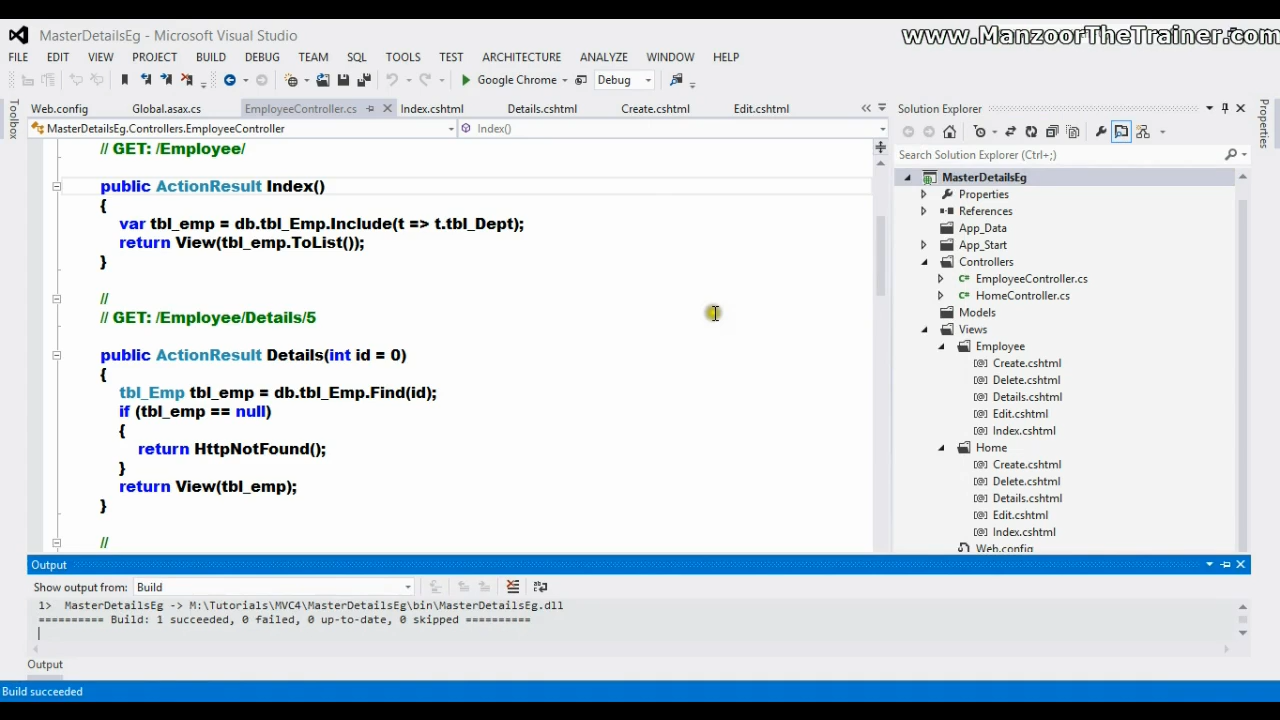 MasterDetailsEg - Microsoft Visual Studio
www.ManzoorTheTrainer.com
FILE EDIT VIEW PROJECT BUILD DEBUG TEAM SQL TOOLS TEST ARCHITECTURE ANALYZE WINDOW HELP
Google Chrome Debug
Web.config Global.asax.cs EmployeeController.cs Index.cshtml Details.cshtml Create.cshtml Edit.cshtml
Solution Explorer
Toolbox
Properties
MasterDetailsEg.Controllers.EmployeeController Index()
// GET: /Employee/
public ActionResult Index()
{
var tbl_emp = db.tbl_Emp.Include(t => t.tbl_Dept);
return View(tbl_emp.ToList());
}
//
// GET: /Employee/Details/5
public ActionResult Details(int id = 0)
{
tbl_Emp tbl_emp = db.tbl_Emp.Find(id);
if (tbl_emp == null)
{
return HttpNotFound();
}
return View(tbl_emp);
}
//
Search Solution Explorer (Ctrl+;)
MasterDetailsEg
Properties
References
App_Data
App_Start
Controllers
C# EmployeeController.cs
C# HomeController.cs
Models
Views
Employee
[@] Create.cshtml
[@] Delete.cshtml
[@] Details.cshtml
[@] Edit.cshtml
[@] Index.cshtml
Home
[@] Create.cshtml
[@] Delete.cshtml
[@] Details.cshtml
[@] Edit.cshtml
[@] Index.cshtml
Web.config
Output
Show output from: Build
1> MasterDetailsEg -> M:\Tutorials\MVC4\MasterDetailsEg\bin\MasterDetailsEg.dll
========== Build: 1 succeeded, 0 failed, 0 up-to-date, 0 skipped ==========
Output
Build succeeded